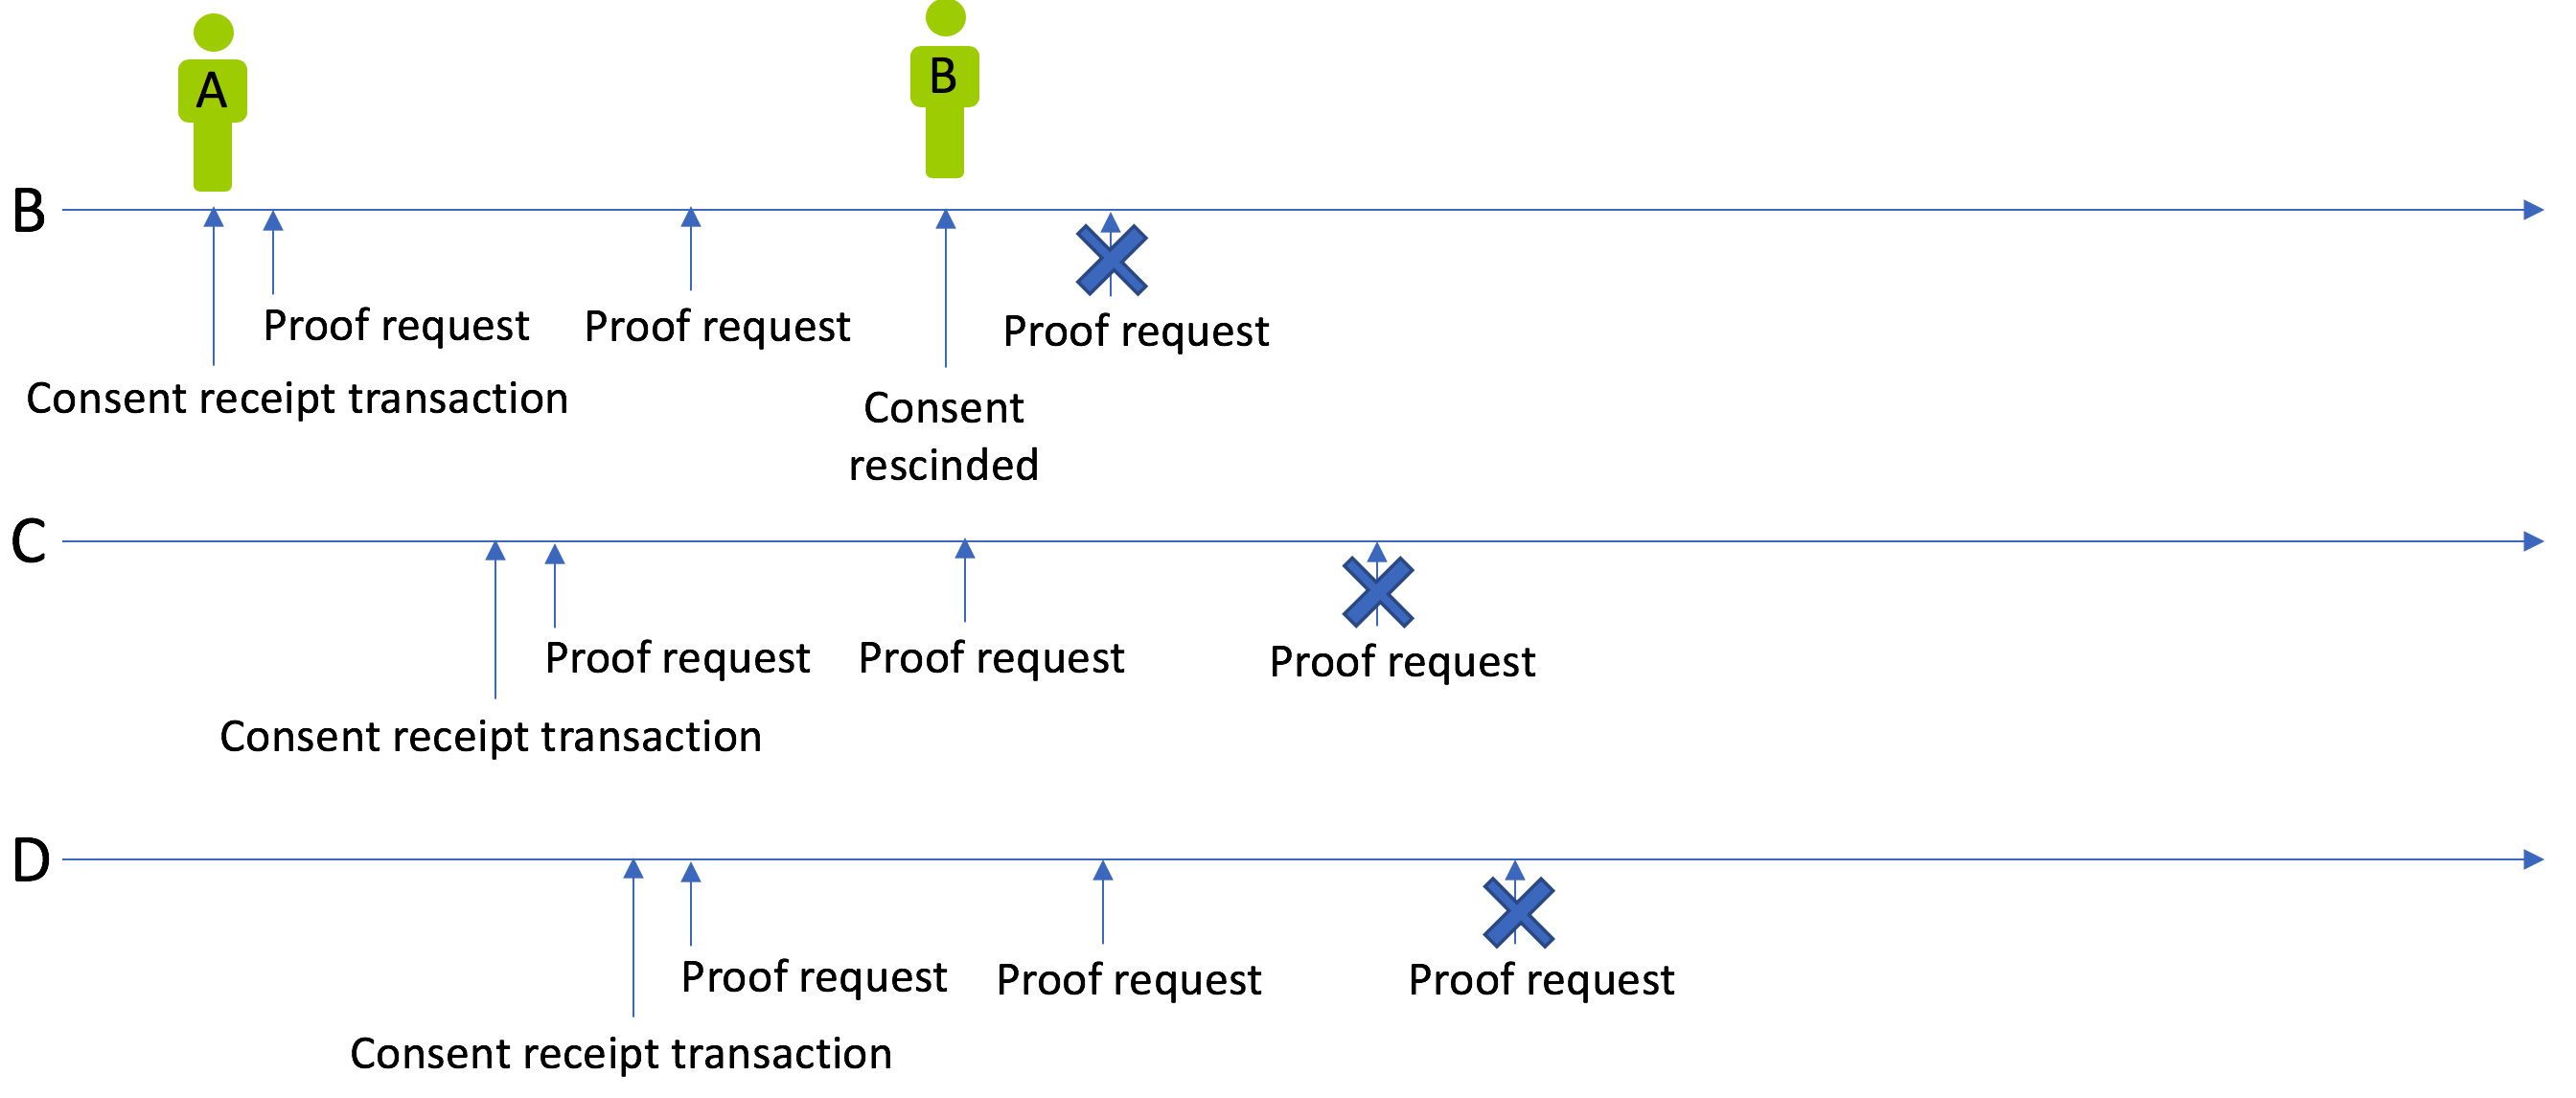 A
B
B
Proof request
Proof request
Proof request
Consent receipt transaction
Consent
rescinded
C
Proof request
Proof request
Proof request
Consent receipt transaction
D
Proof request
Proof request
Proof request
Consent receipt transaction